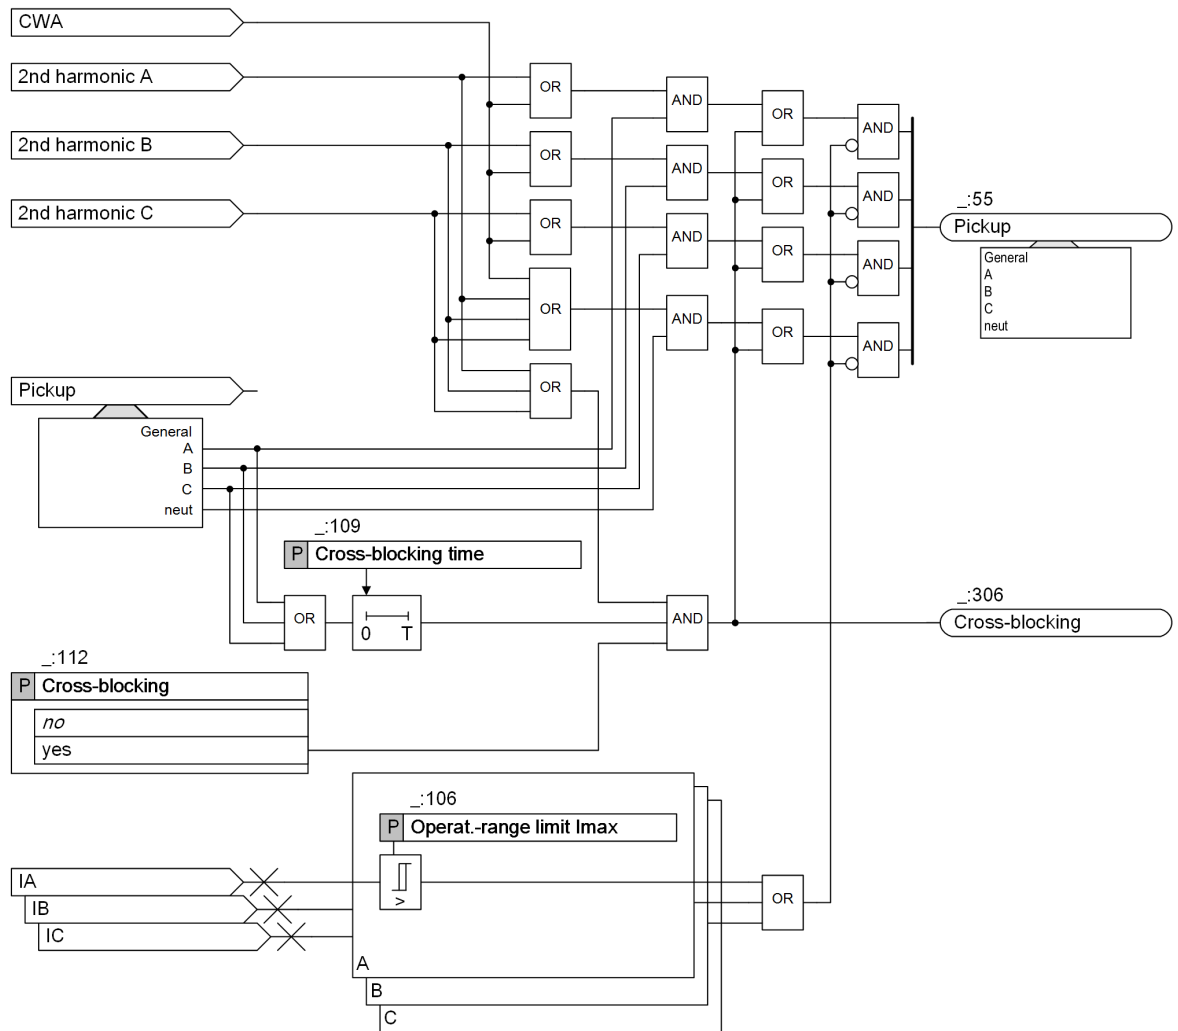 CWA
2nd harmonic A
OR
AND
OR
AND
2nd harmonic B
OR
AND
OR
AND
2nd harmonic C
OR
AND
OR
AND
_:55
Pickup
General
A
B
C
neut
OR
AND
OR
AND
OR
Pickup
General
A
B
C
neut
_:109
P Cross-blocking time
OR
0 T
AND
_:306
Cross-blocking
_:112
P Cross-blocking
no
yes
_:106
P Operat.-range limit Imax
IA
IB
IC
>
OR
A
B
C